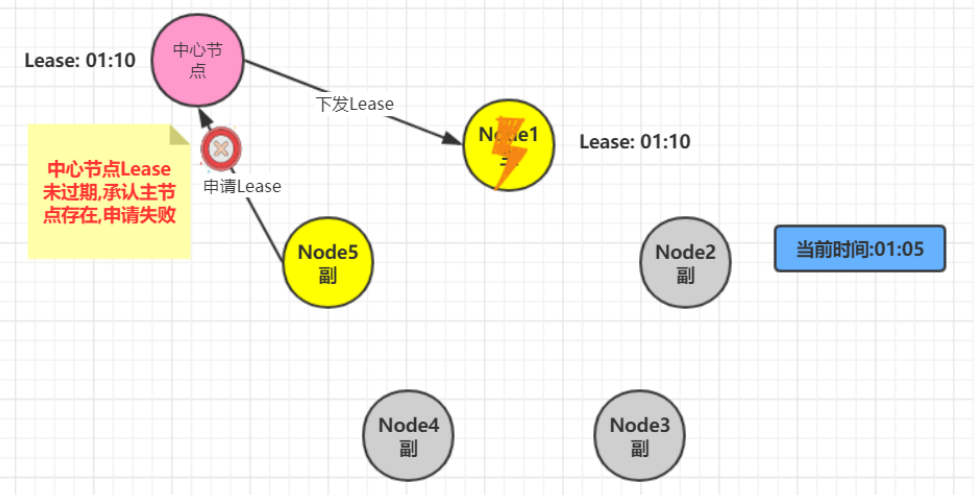 中心节
点
Lease: 01:10
下发Lease
Node1
主
Lease: 01:10
中心节点Lease
未过期,承认主节
点存在,申请失败
申请Lease
Node5
副
Node2
副
当前时间:01:05
Node4
副
Node3
副